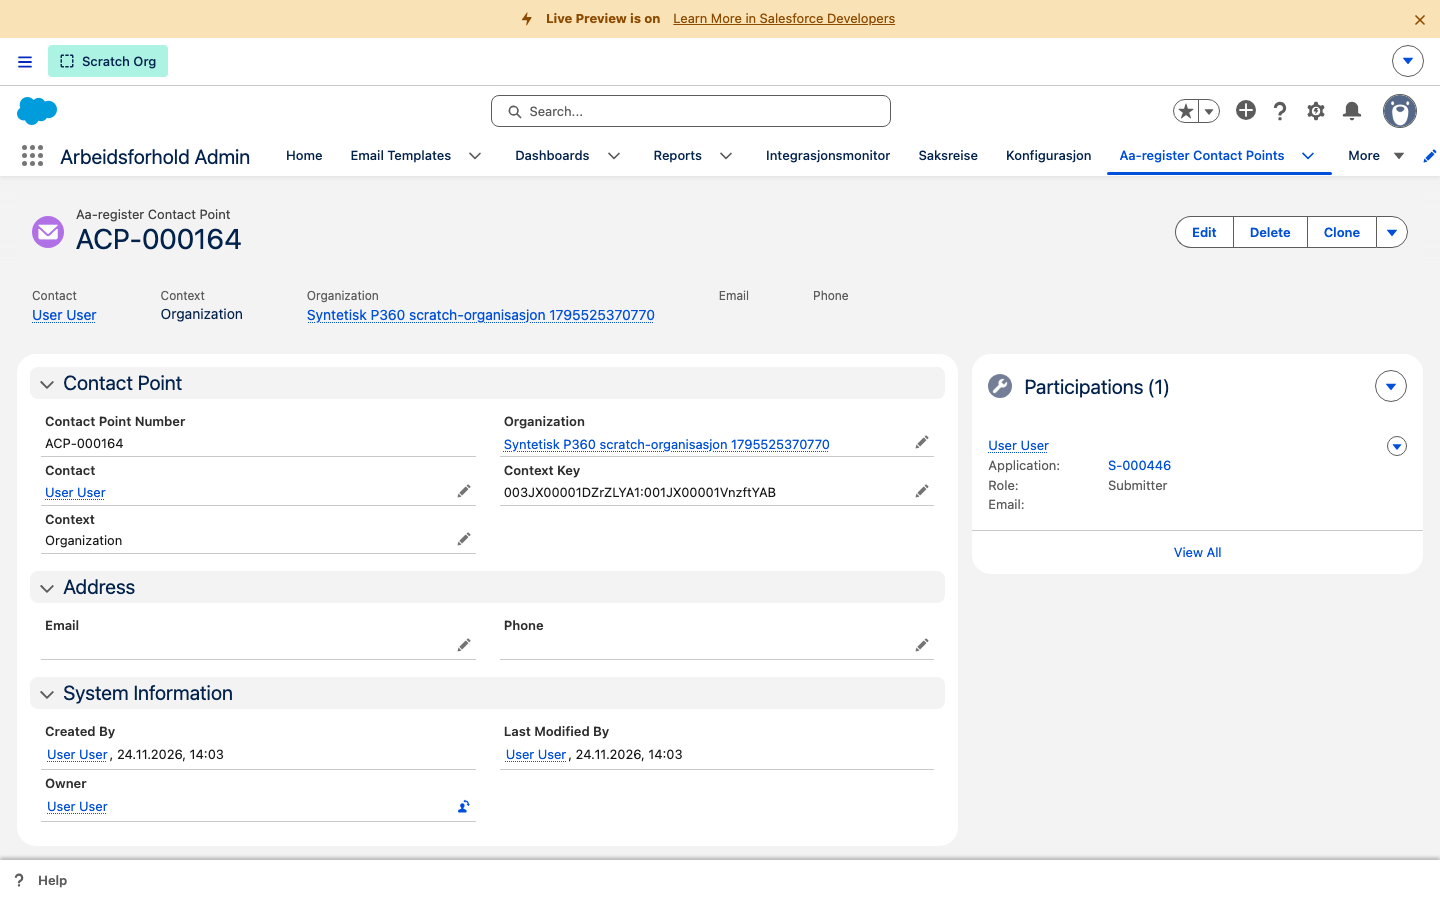 Live Preview is on Learn More in Salesforce Developers
Scratch Org
Search...
Arbeidsforhold Admin
Home Email Templates Dashboards Reports Integrasjonsmonitor Saksreise Konfigurasjon Aa-register Contact Points More
Aa-register Contact Point
ACP-000164
Edit Delete Clone
Contact Context Organization Email Phone
User User Organization Syntetisk P360 scratch-organisasjon 1795525370770
Contact Point
Contact Point Number Organization
ACP-000164 Syntetisk P360 scratch-organisasjon 1795525370770
Contact Context Key
User User 003JX00001DZrZLYA1:001JX00001VnzftYAB
Context
Organization
Address
Email Phone
System Information
Created By Last Modified By
User User , 24.11.2026, 14:03 User User , 24.11.2026, 14:03
Owner
User User
Participations (1)
User User
Application: S-000446
Role: Submitter
Email:
View All
? Help